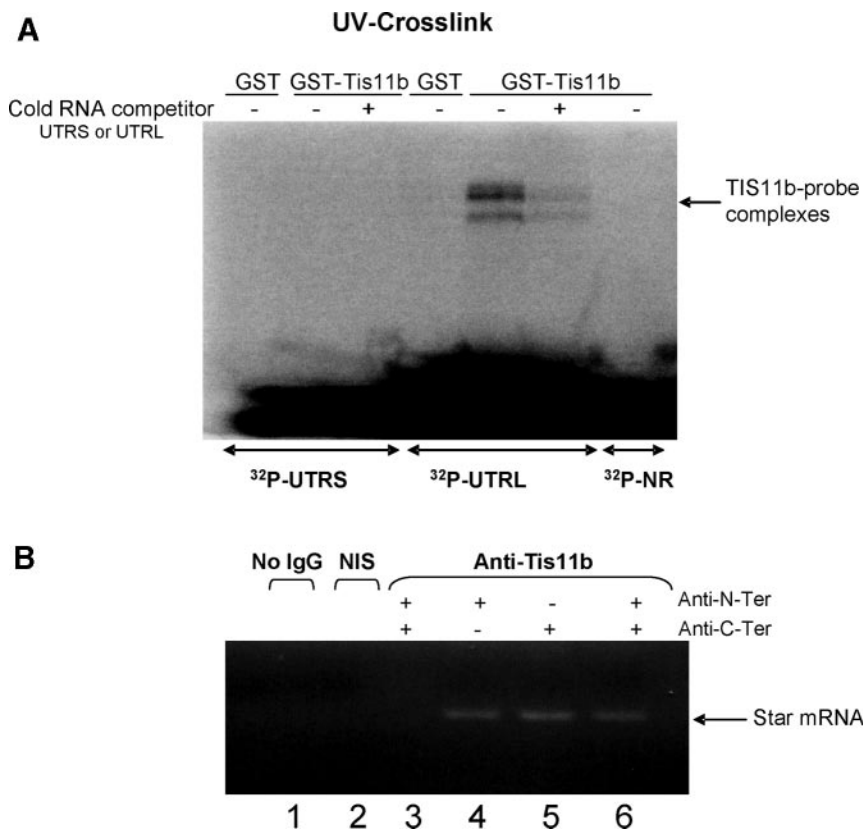 A
UV-Crosslink
GST GST-Tis11b GST GST-Tis11b
Cold RNA competitor - - + - - + -
UTRS or UTRL
TIS11b-probe
complexes
³²P-UTRS ³²P-UTRL ³²P-NR
B
No IgG NIS Anti-Tis11b
+ + - + Anti-N-Ter
+ - + + Anti-C-Ter
Star mRNA
1 2 3 4 5 6